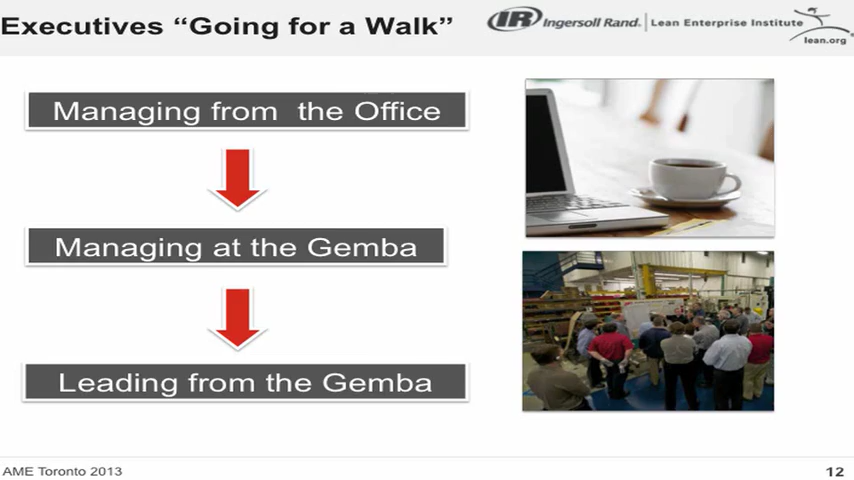 Executives “Going for a Walk”
IR Ingersoll Rand. Lean Enterprise Institute
lean.org
Managing from the Office
Managing at the Gemba
Leading from the Gemba
AME Toronto 2013
12